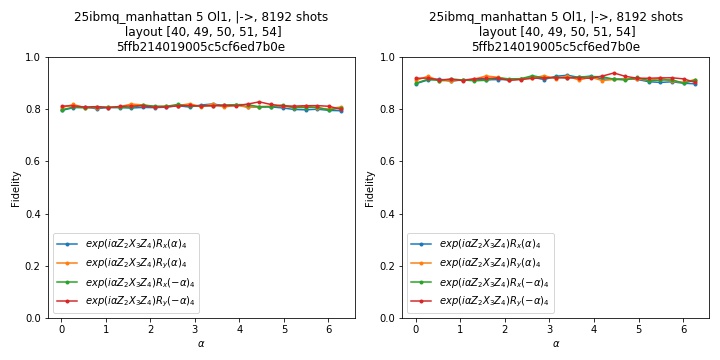 25ibmq_manhattan 5 Ol1, |->, 8192 shots
layout [40, 49, 50, 51, 54]
5ffb214019005c5cf6ed7b0e
1.0
0.8
0.6
0.4
0.2
0.0
Fidelity
exp(iαZ₂X₃Z₄)Rₓ(α)₄
exp(iαZ₂X₃Z₄)Rᵧ(α)₄
exp(iαZ₂X₃Z₄)Rₓ(−α)₄
exp(iαZ₂X₃Z₄)Rᵧ(−α)₄
0 1 2 3 4 5 6
α
25ibmq_manhattan 5 Ol1, |->, 8192 shots
layout [40, 49, 50, 51, 54]
5ffb214019005c5cf6ed7b0e
1.0
0.8
0.6
0.4
0.2
0.0
Fidelity
exp(iαZ₂X₃Z₄)Rₓ(α)₄
exp(iαZ₂X₃Z₄)Rᵧ(α)₄
exp(iαZ₂X₃Z₄)Rₓ(−α)₄
exp(iαZ₂X₃Z₄)Rᵧ(−α)₄
0 1 2 3 4 5 6
α